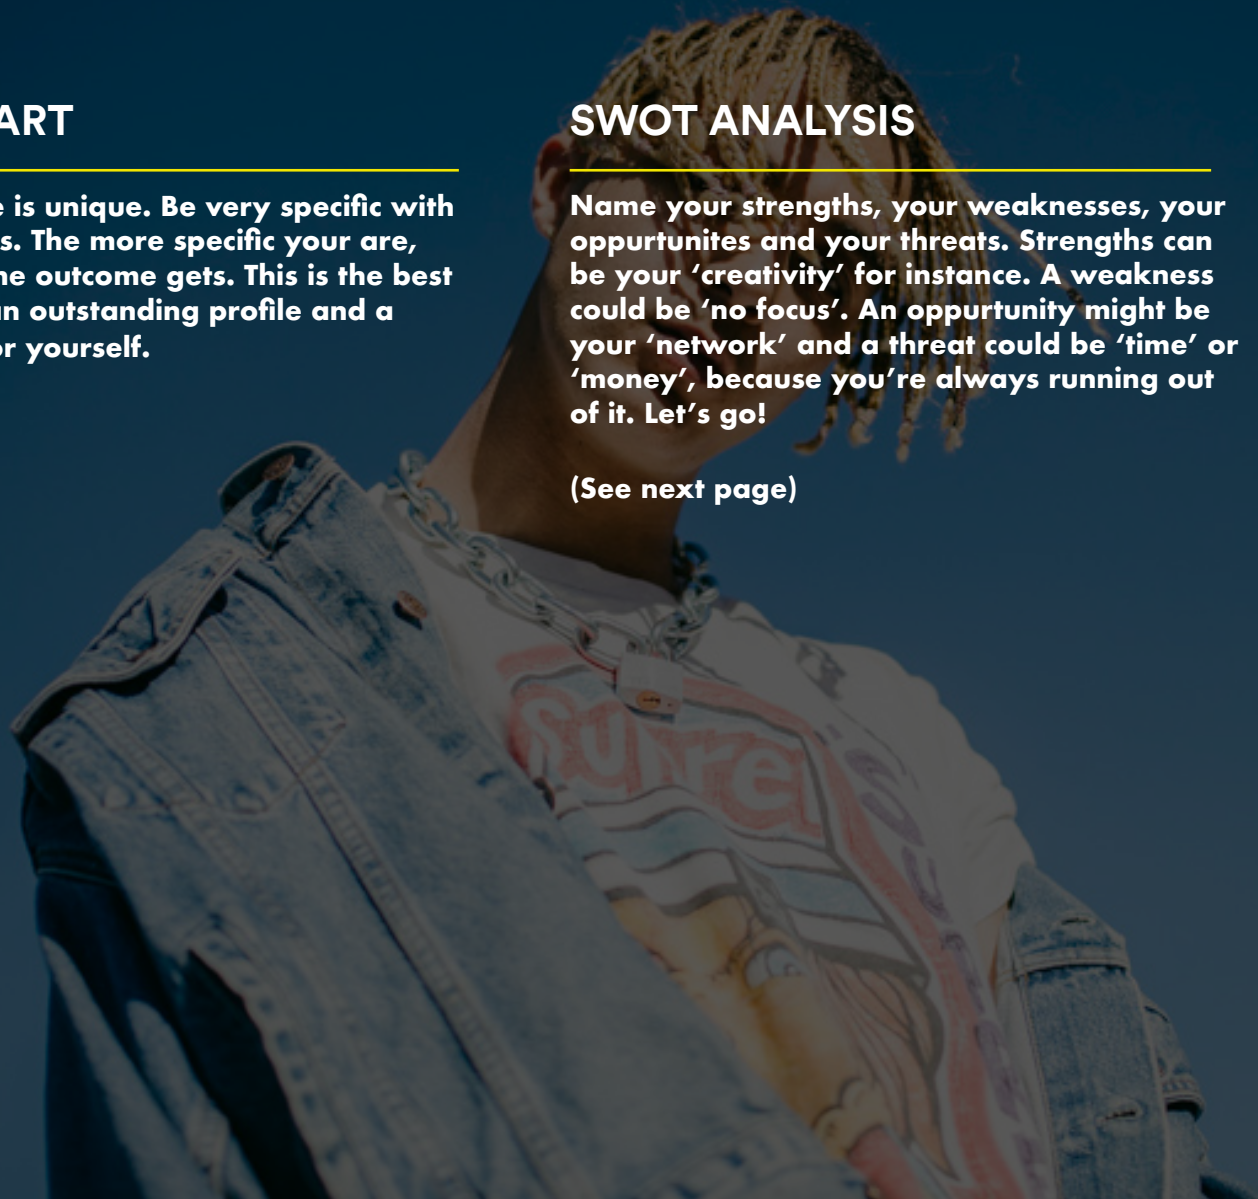 ART
e is unique. Be very specific with
s. The more specific your are,
he outcome gets. This is the best
an outstanding profile and a
or yourself.
SWOT ANALYSIS
Name your strengths, your weaknesses, your
oppurtunites and your threats. Strengths can
be your ‘creativity’ for instance. A weakness
could be ‘no focus’. An oppurtunity might be
your ‘network’ and a threat could be ‘time’ or
‘money’, because you’re always running out
of it. Let’s go!
(See next page)
Suprem